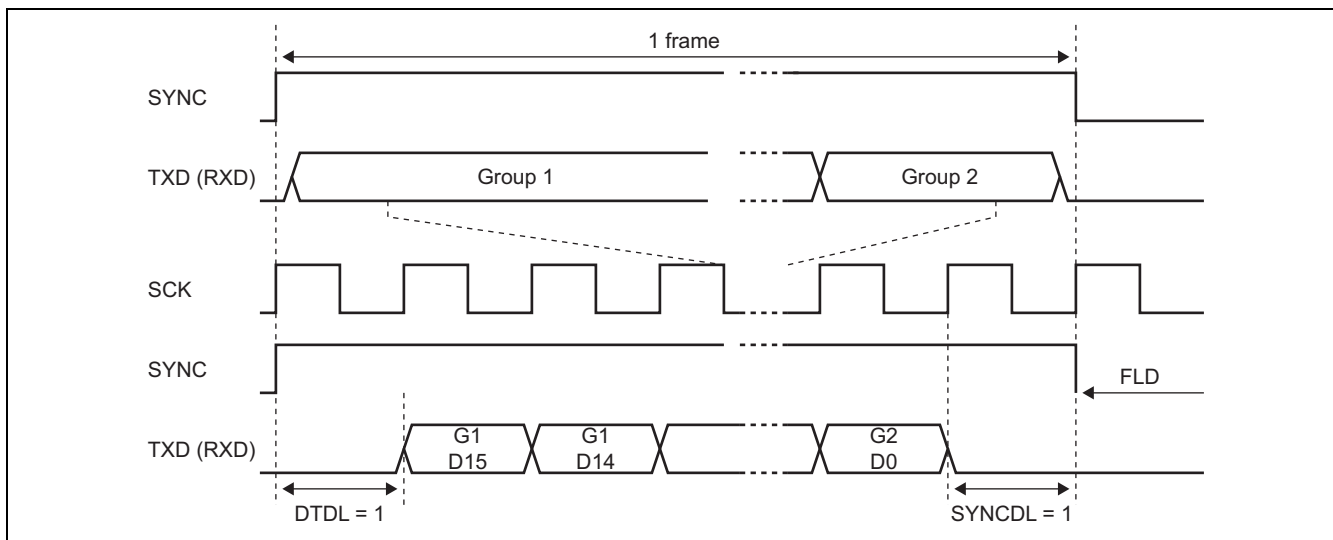 1 frame
SYNC
TXD (RXD)
Group 1
Group 2
SCK
SYNC
FLD
TXD (RXD)
G1
D15
G1
D14
G2
D0
DTDL = 1
SYNCDL = 1